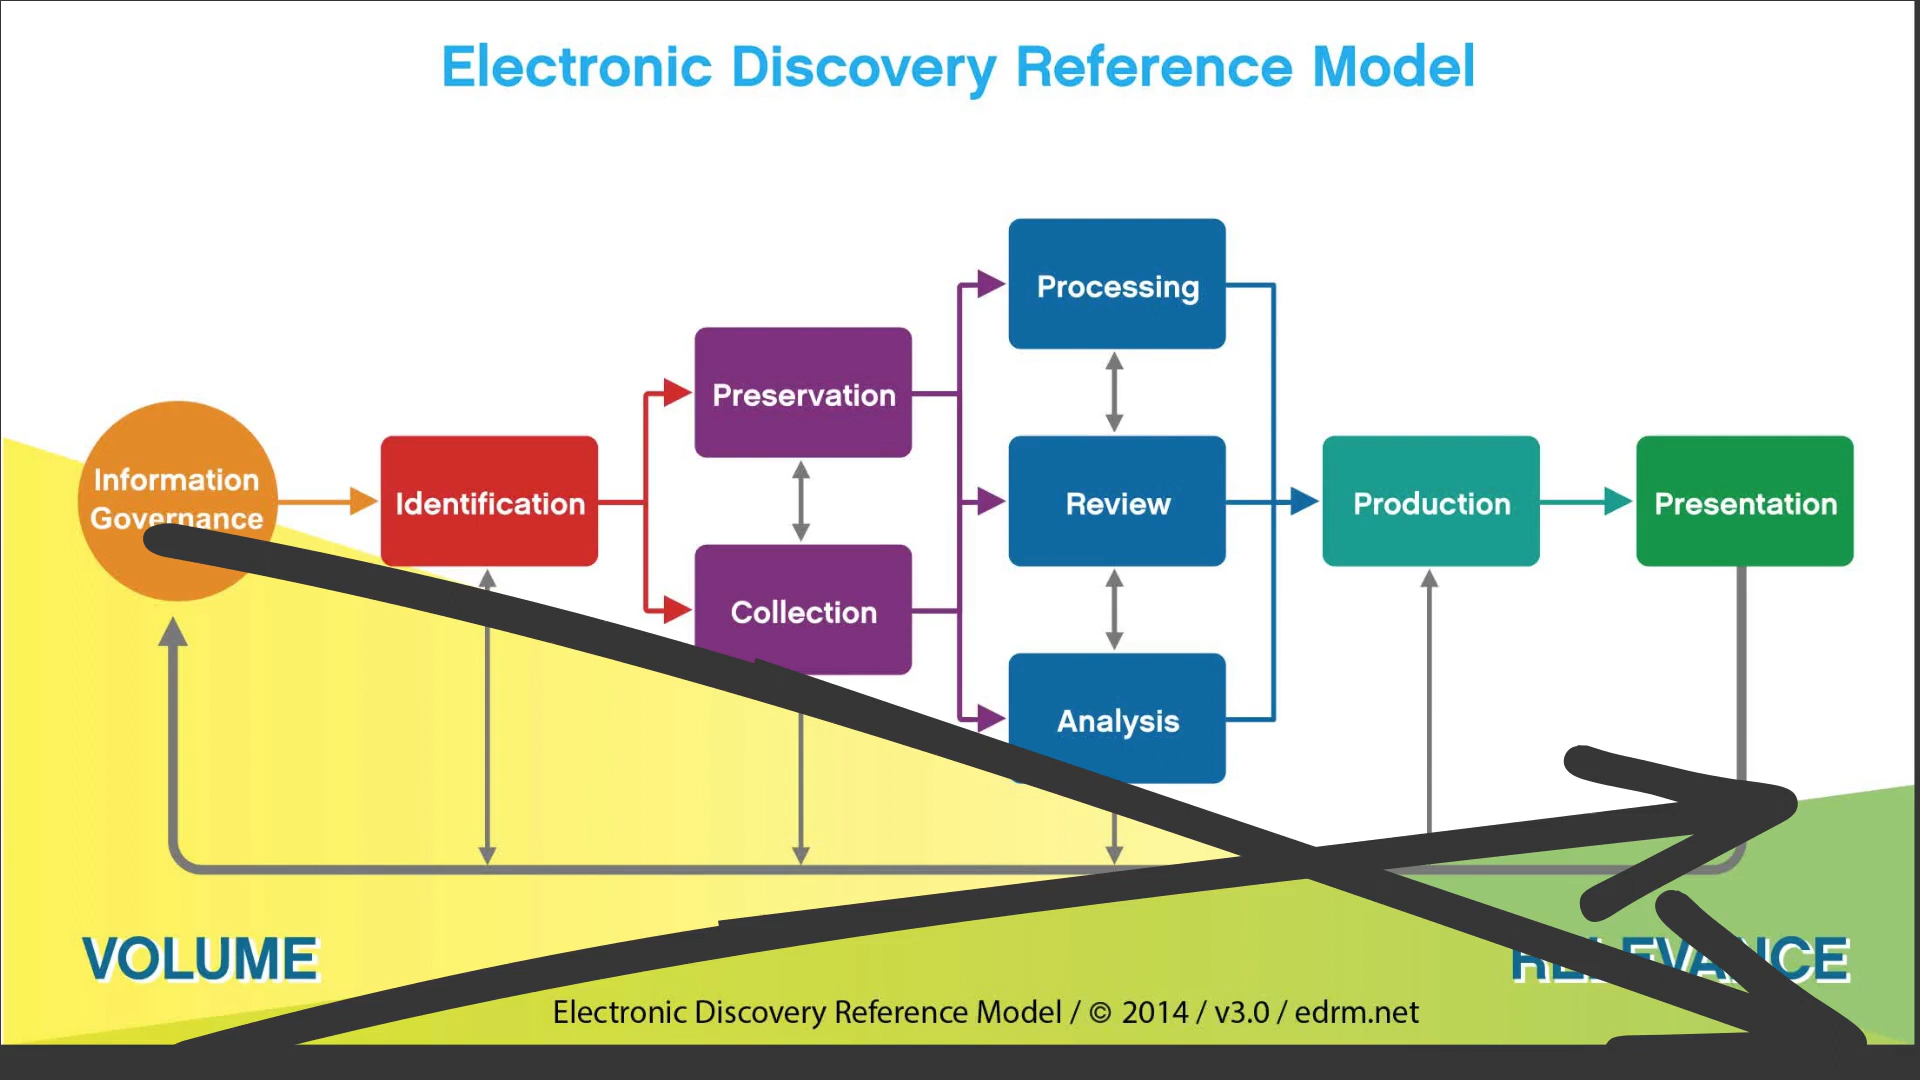 Electronic Discovery Reference Model
Processing
Preservation
Information
Governance
Identification
Review
Production
Presentation
Collection
Analysis
VOLUME
RELEVANCE
Electronic Discovery Reference Model / © 2014 / v3.0 / edrm.net